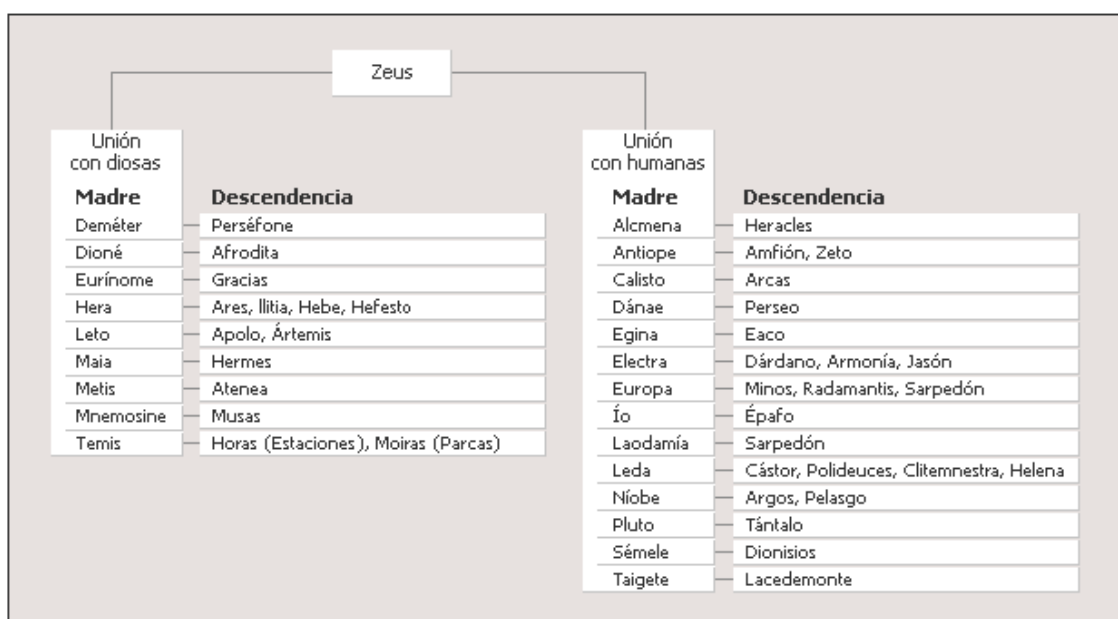 Zeus
Unión
con diosas
Madre Descendencia
Deméter Perséfone
Dioné Afrodita
Eurínome Gracias
Hera Ares, llitia, Hebe, Hefesto
Leto Apolo, Ártemis
Maia Hermes
Metis Atenea
Mnemosine Musas
Temis Horas (Estaciones), Moiras (Parcas)
Unión
con humanas
Madre Descendencia
Alcmena Heracles
Antiope Amfión, Zeto
Calisto Arcas
Dánae Perseo
Egina Eaco
Electra Dárdano, Armonía, Jasón
Europa Minos, Radamantis, Sarpedón
Ío Épafo
Laodamía Sarpedón
Leda Cástor, Polideuces, Clitemnestra, Helena
Níobe Argos, Pelasgo
Pluto Tántalo
Sémele Dionisios
Taigete Lacedemonte